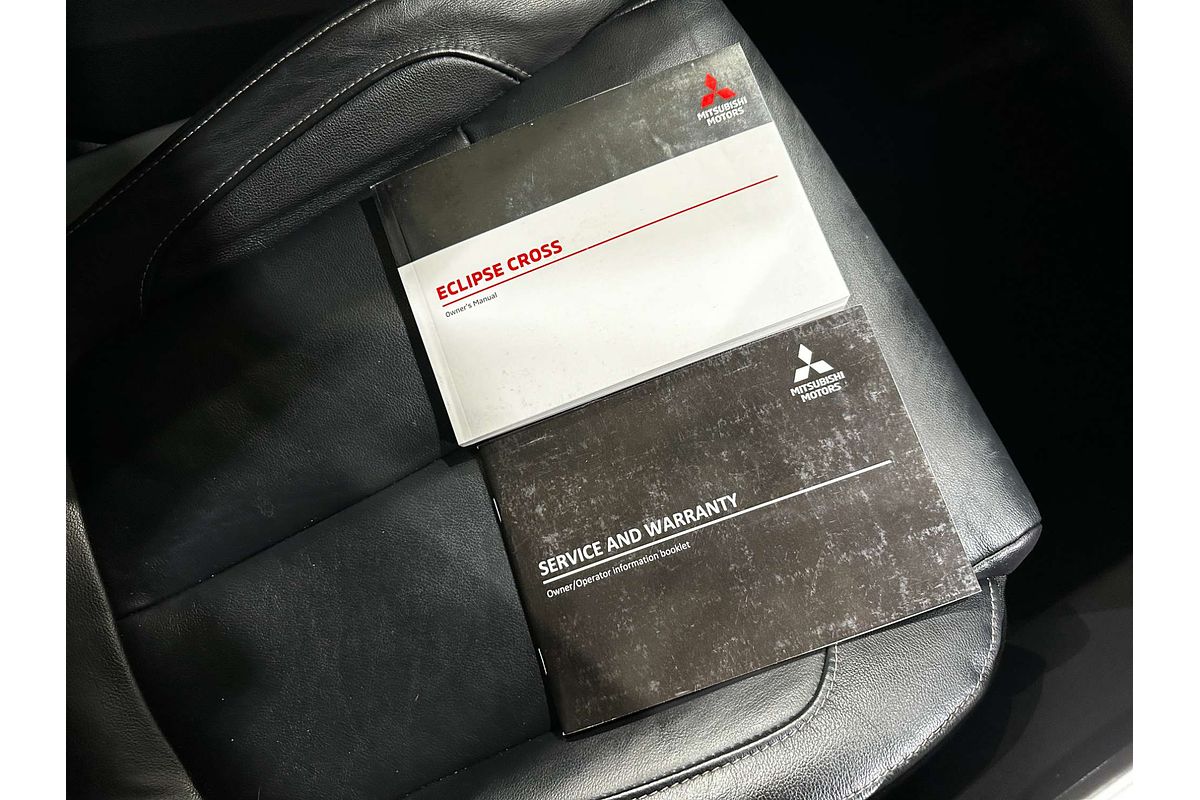 MITSUBISHI
MOTORS
ECLIPSE CROSS
Owner's Manual
MITSUBISHI
MOTORS
SERVICE AND WARRANTY
Owner/Operator information booklet